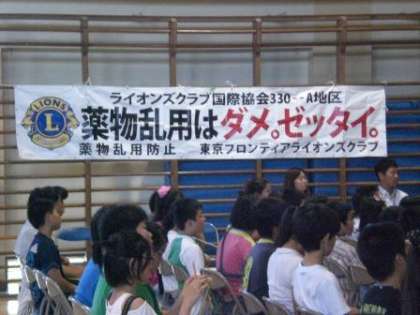 ライオンズクラブ国際協会330-A地区
LIONS
L
薬物乱用はダメ。ゼッタイ。
薬物乱用防止 東京フロンティアライオンズクラブ